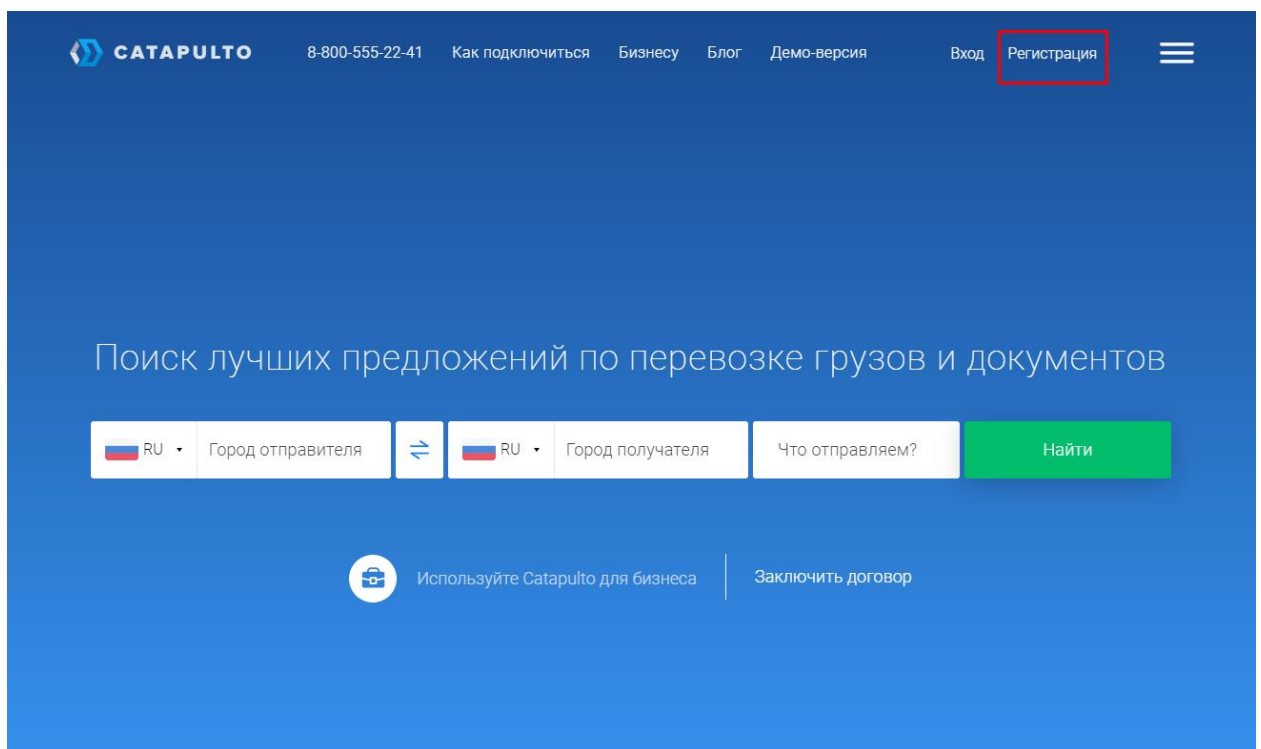 CATAPULTO 8-800-555-22-41 Как подключиться Бизнесу Блог Демо-версия Вход Регистрация
Поиск лучших предложений по перевозке грузов и документов
RU Город отправителя RU Город получателя Что отправляем? Найти
Используйте Catapulto для бизнеса Заключить договор